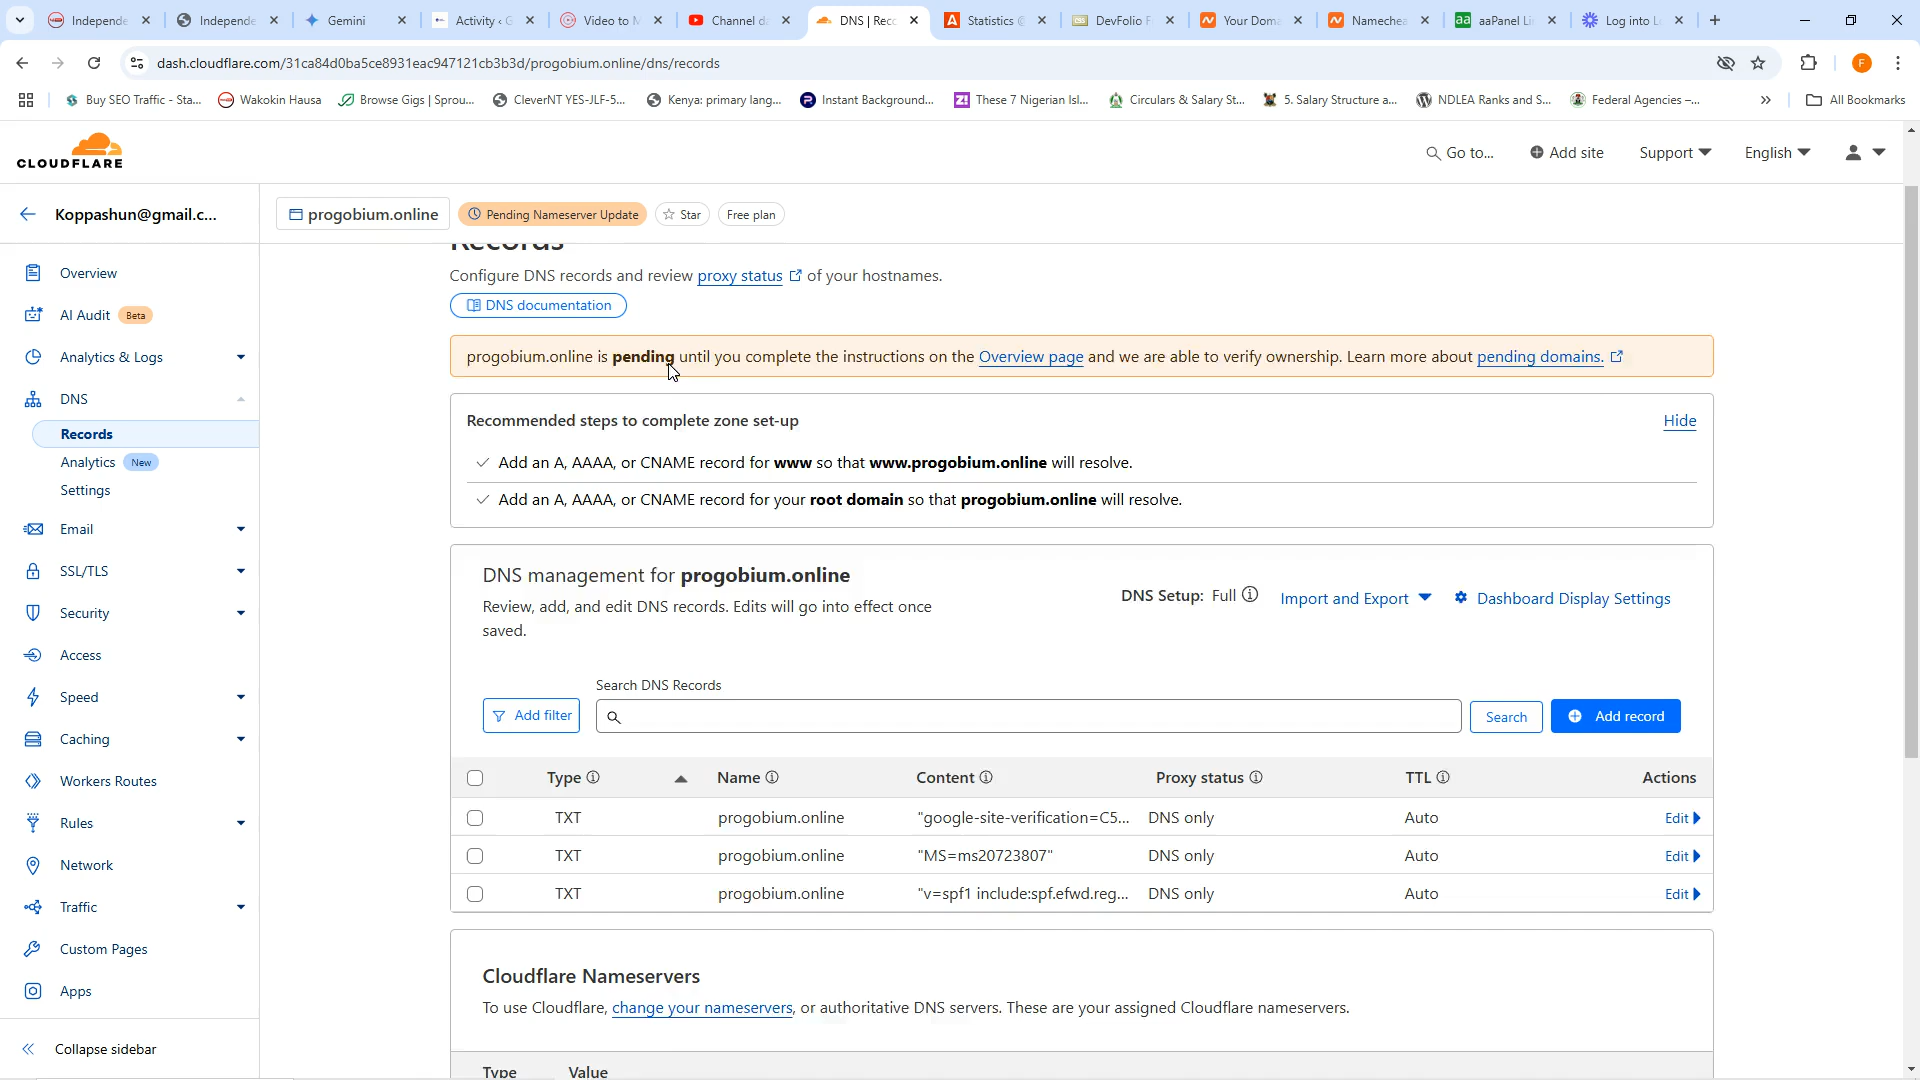 Independe
Independe
Gemini
Activity ‹ G
Video to M
Channel da
DNS | Reco
Statistics @
DevFolio F
Your Doma
Namechea
aaPanel Li
Log into L
dash.cloudflare.com/31ca84d0ba5ce8931eac947121cb3b3d/progobium.online/dns/records
F
Buy SEO Traffic - Sta...
Wakokin Hausa
Browse Gigs | Sprou...
CleverNT YES-JLF-5...
Kenya: primary lang...
Instant Background...
These 7 Nigerian Isl...
Circulars & Salary St...
5. Salary Structure a...
NDLEA Ranks and S...
Federal Agencies –...
»
All Bookmarks
CLOUDFLARE
Go to...
Add site
Support
English
Koppashun@gmail.c...
progobium.online
Pending Nameserver Update
Star
Free plan
Overview
AI Audit Beta
Analytics & Logs
DNS
Records
Analytics New
Settings
Email
SSL/TLS
Security
Access
Speed
Caching
Workers Routes
Rules
Network
Traffic
Custom Pages
Apps
Collapse sidebar
Records
Configure DNS records and review proxy status of your hostnames.
DNS documentation
progobium.online is pending until you complete the instructions on the Overview page and we are able to verify ownership. Learn more about pending domains.
Recommended steps to complete zone set-up
Hide
Add an A, AAAA, or CNAME record for www so that www.progobium.online will resolve.
Add an A, AAAA, or CNAME record for your root domain so that progobium.online will resolve.
DNS management for progobium.online
Review, add, and edit DNS records. Edits will go into effect once
saved.
DNS Setup: Full
Import and Export
Dashboard Display Settings
Search DNS Records
Add filter
Search
Add record
Type Name Content Proxy status TTL Actions
TXT progobium.online "google-site-verification=C5... DNS only Auto Edit
TXT progobium.online "MS=ms20723807" DNS only Auto Edit
TXT progobium.online "v=spf1 include:spf.efwd.reg... DNS only Auto Edit
Cloudflare Nameservers
To use Cloudflare, change your nameservers, or authoritative DNS servers. These are your assigned Cloudflare nameservers.
Type Value